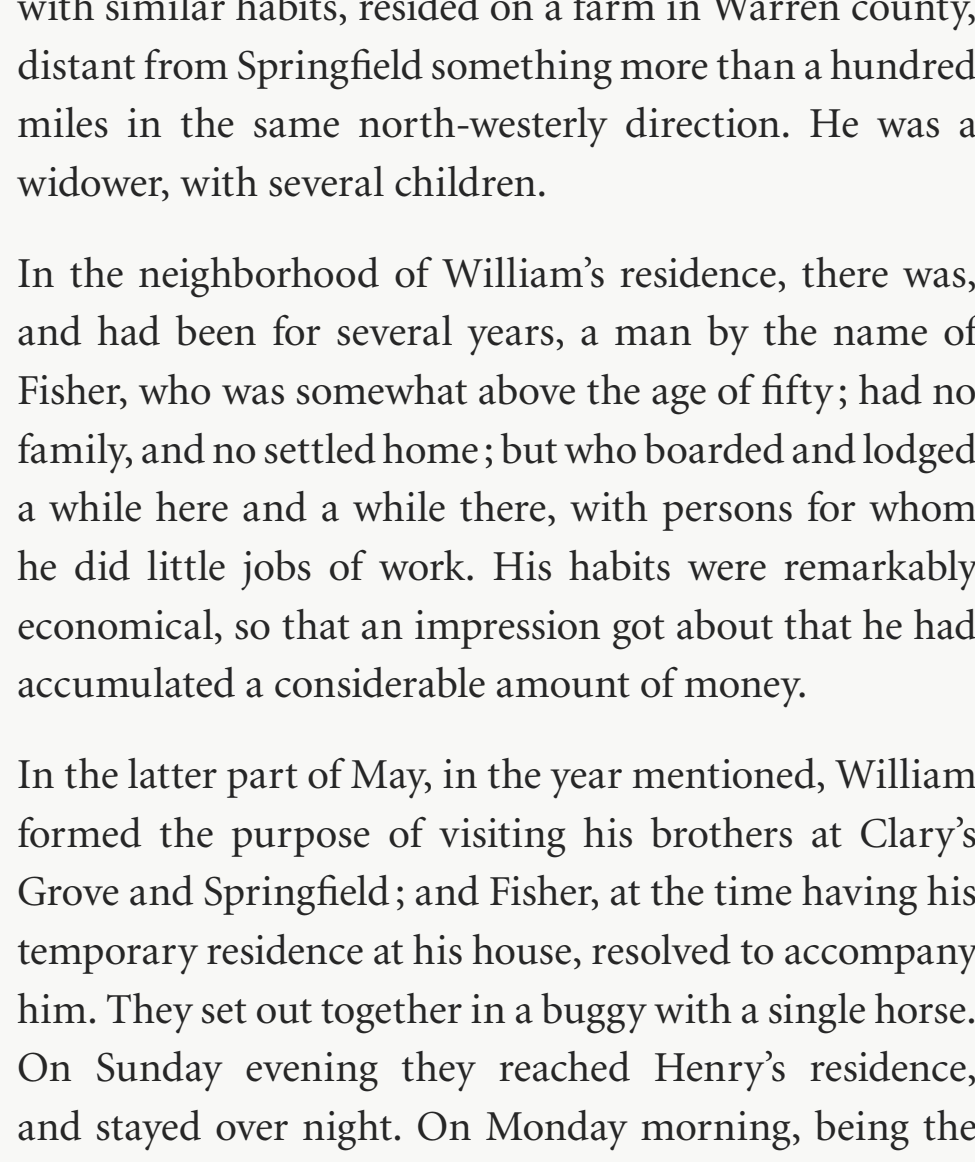 with similar habits, resided on a farm in Warren county,
distant from Springfield something more than a hundred
miles in the same north-westerly direction. He was a
widower, with several children.
In the neighborhood of William’s residence, there was,
and had been for several years, a man by the name of
Fisher, who was somewhat above the age of fifty; had no
family, and no settled home; but who boarded and lodged
a while here and a while there, with persons for whom
he did little jobs of work. His habits were remarkably
economical, so that an impression got about that he had
accumulated a considerable amount of money.
In the latter part of May, in the year mentioned, William
formed the purpose of visiting his brothers at Clary’s
Grove and Springfield; and Fisher, at the time having his
temporary residence at his house, resolved to accompany
him. They set out together in a buggy with a single horse.
On Sunday evening they reached Henry’s residence,
and stayed over night. On Monday morning, being the